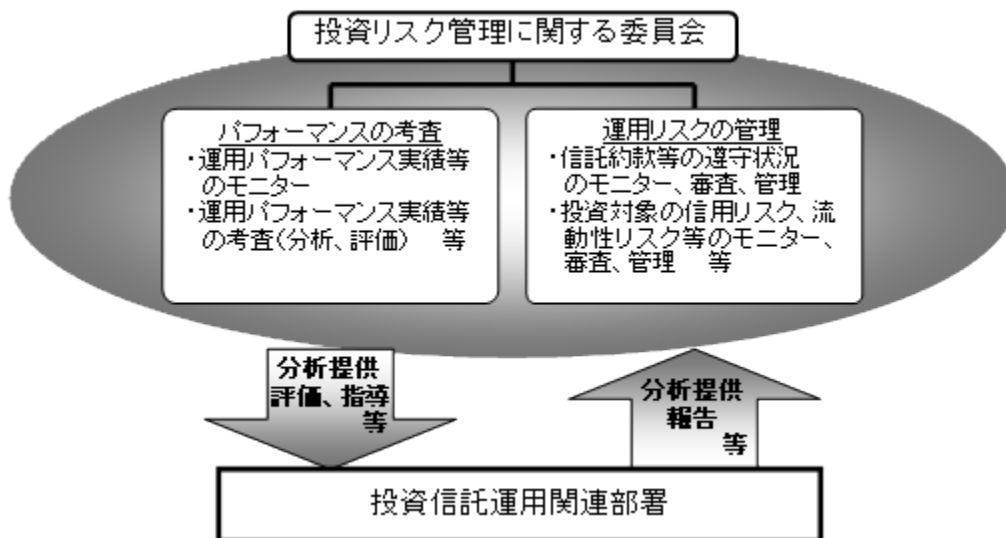 投資リスク管理に関する委員会
パフォーマンスの考査
・運用パフォーマンス実績等
のモニター
・運用パフォーマンス実績等
の考査(分析、評価)　等
運用リスクの管理
・信託約款等の遵守状況
のモニター、審査、管理
・投資対象の信用リスク、流
動性リスク等のモニター、
審査、管理　等
分析提供
評価、指導
等
分析提供
報告
等
投資信託運用関連部署